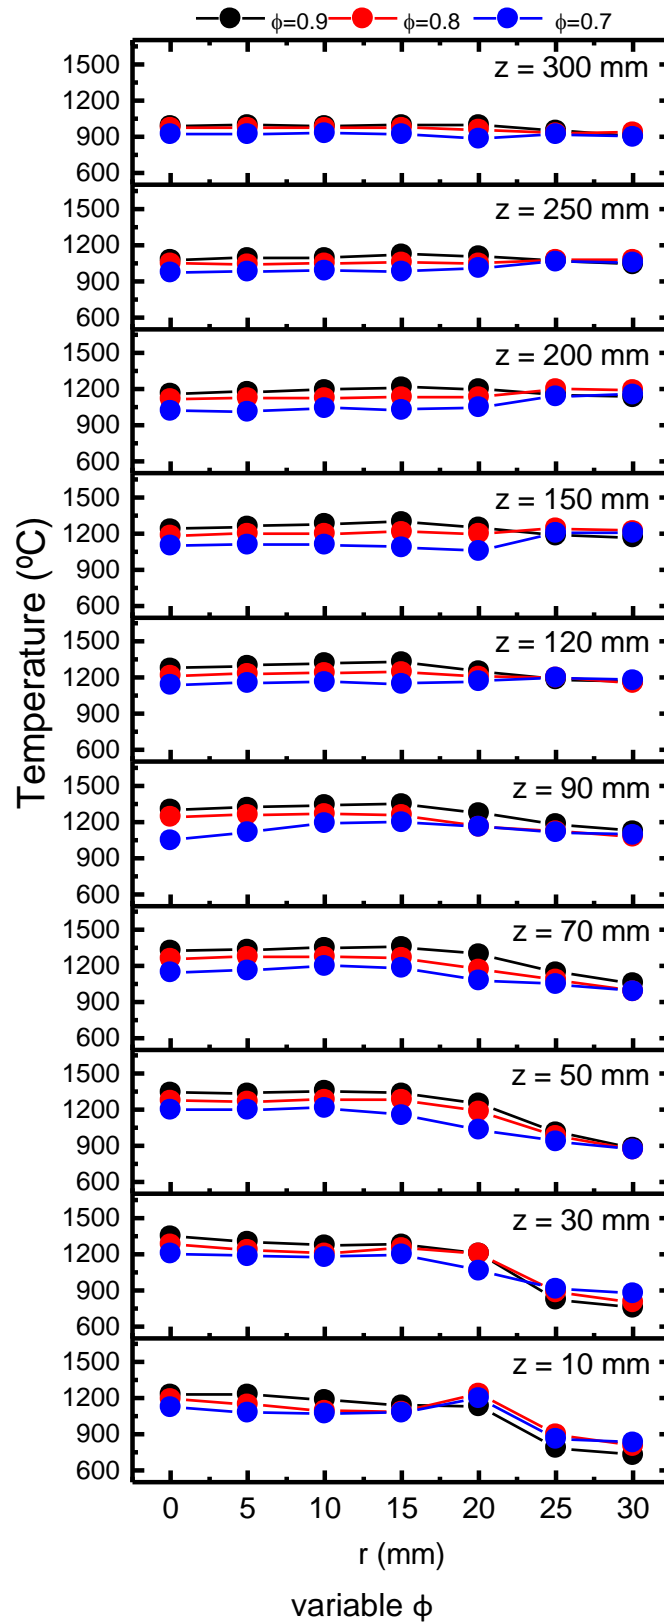 ϕ=0.9 ϕ=0.8 ϕ=0.7
z = 300 mm
1500
1200
900
600
z = 250 mm
1500
1200
900
600
z = 200 mm
1500
1200
900
600
z = 150 mm
1500
1200
900
600
z = 120 mm
1500
1200
900
600
z = 90 mm
1500
1200
900
600
z = 70 mm
1500
1200
900
600
z = 50 mm
1500
1200
900
600
z = 30 mm
1500
1200
900
600
z = 10 mm
1500
1200
900
600
Temperature (ºC)
0 5 10 15 20 25 30
r (mm)
variable ϕ